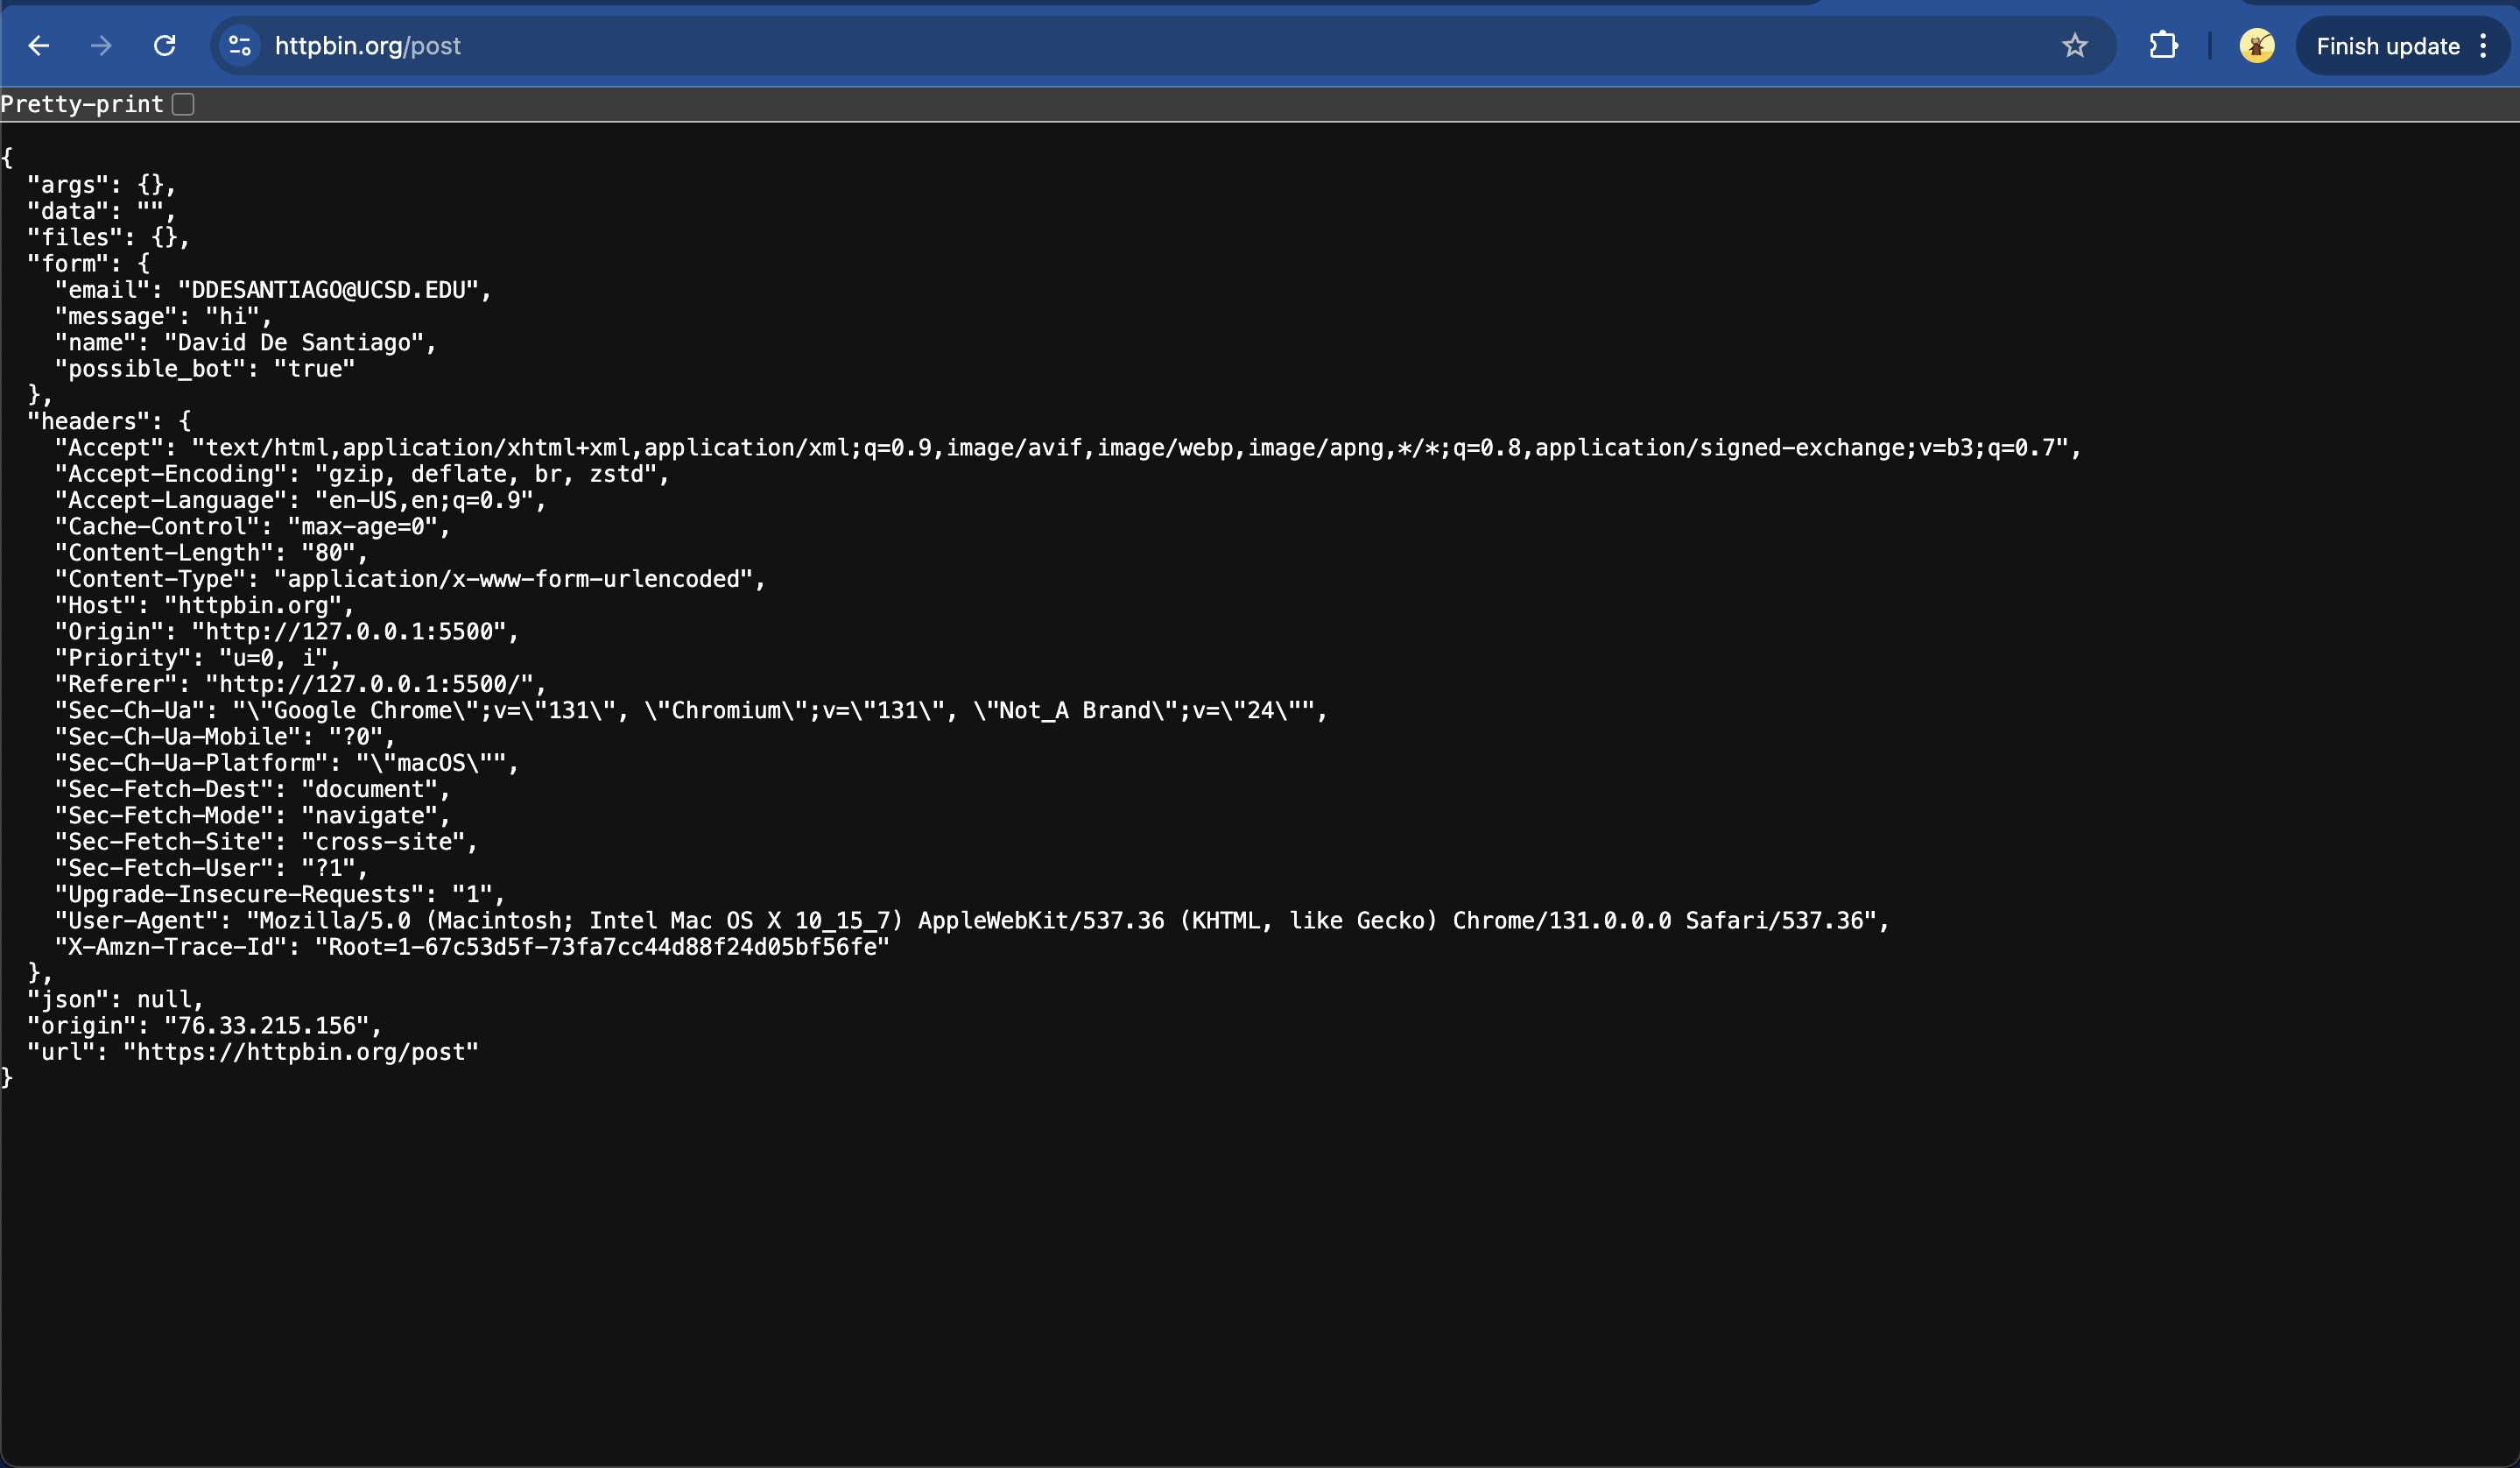 httpbin.org/post
Finish update
Pretty-print
{
  "args": {},
  "data": "",
  "files": {},
  "form": {
    "email": "DDESANTIAGO@UCSD.EDU",
    "message": "hi",
    "name": "David De Santiago",
    "possible_bot": "true"
  },
  "headers": {
    "Accept": "text/html,application/xhtml+xml,application/xml;q=0.9,image/avif,image/webp,image/apng,*/*;q=0.8,application/signed-exchange;v=b3;q=0.7",
    "Accept-Encoding": "gzip, deflate, br, zstd",
    "Accept-Language": "en-US,en;q=0.9",
    "Cache-Control": "max-age=0",
    "Content-Length": "80",
    "Content-Type": "application/x-www-form-urlencoded",
    "Host": "httpbin.org",
    "Origin": "http://127.0.0.1:5500",
    "Priority": "u=0, i",
    "Referer": "http://127.0.0.1:5500/",
    "Sec-Ch-Ua": "\"Google Chrome\";v=\"131\", \"Chromium\";v=\"131\", \"Not_A Brand\";v=\"24\"",
    "Sec-Ch-Ua-Mobile": "?0",
    "Sec-Ch-Ua-Platform": "\"macOS\"",
    "Sec-Fetch-Dest": "document",
    "Sec-Fetch-Mode": "navigate",
    "Sec-Fetch-Site": "cross-site",
    "Sec-Fetch-User": "?1",
    "Upgrade-Insecure-Requests": "1",
    "User-Agent": "Mozilla/5.0 (Macintosh; Intel Mac OS X 10_15_7) AppleWebKit/537.36 (KHTML, like Gecko) Chrome/131.0.0.0 Safari/537.36",
    "X-Amzn-Trace-Id": "Root=1-67c53d5f-73fa7cc44d88f24d05bf56fe"
  },
  "json": null,
  "origin": "76.33.215.156",
  "url": "https://httpbin.org/post"
}